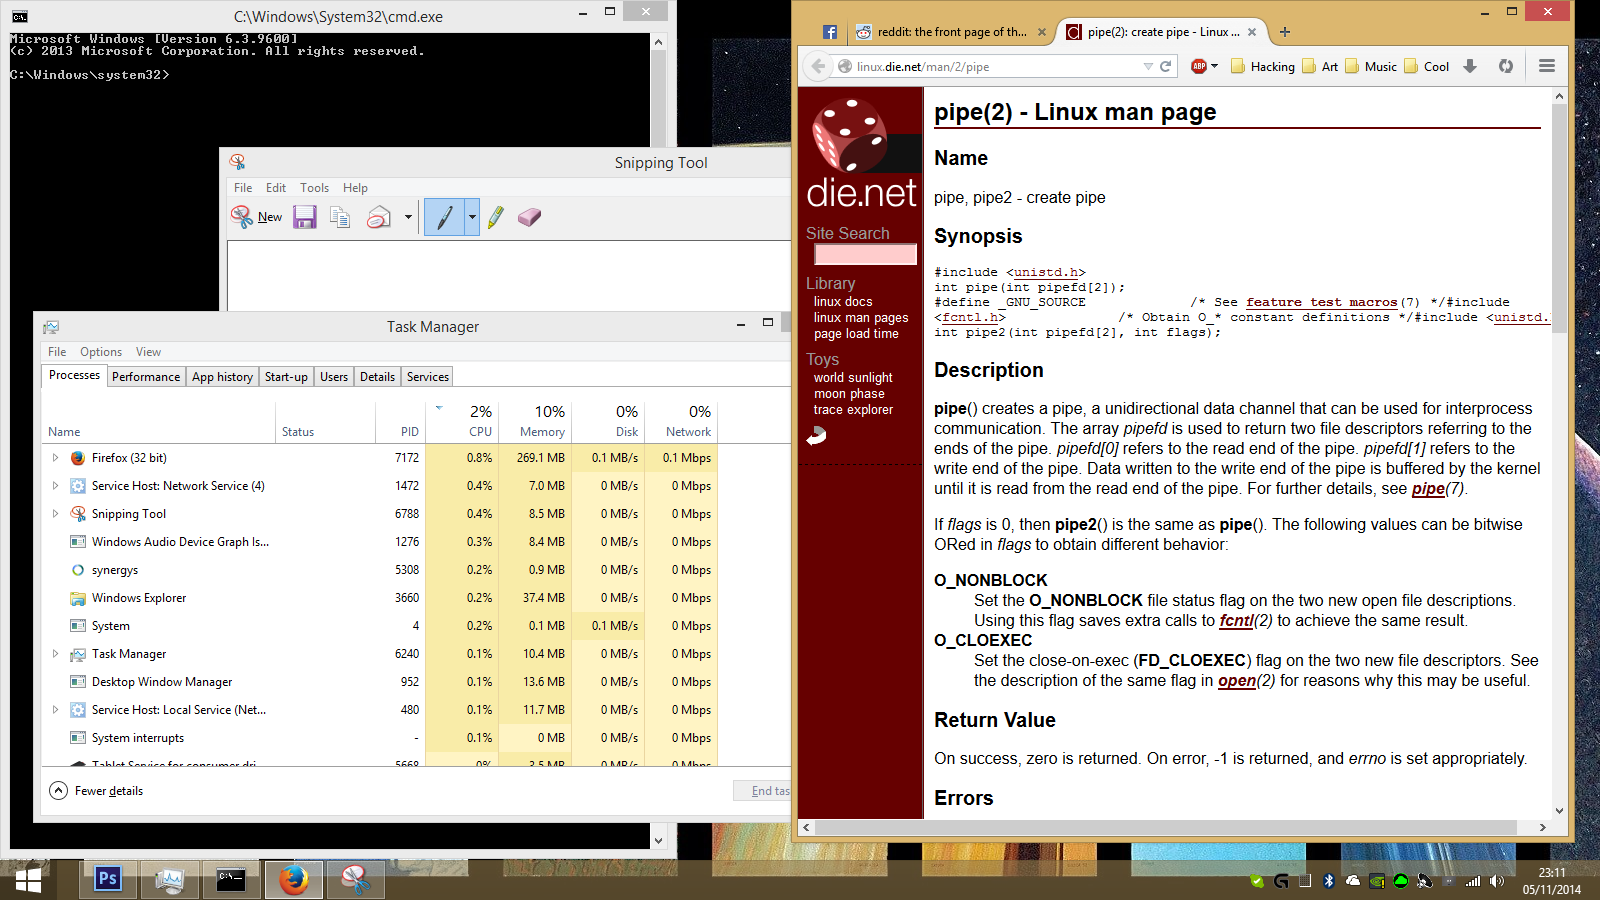 C:\Windows\System32\cmd.exe
Microsoft Windows [Version 6.3.9600]
(c) 2013 Microsoft Corporation. All rights reserved.
C:\Windows\system32>
Snipping Tool
File Edit Tools Help
New
Task Manager
File Options View
Processes Performance App history Start-up Users Details Services
2% 10% 0% 0%
Name Status PID CPU Memory Disk Network
Firefox (32 bit) 7172 0.8% 269.1 MB 0.1 MB/s 0.1 Mbps
Service Host: Network Service (4) 1472 0.4% 7.0 MB 0 MB/s 0 Mbps
Snipping Tool 6788 0.4% 8.5 MB 0 MB/s 0 Mbps
Windows Audio Device Graph Is... 1276 0.3% 8.4 MB 0 MB/s 0 Mbps
synergys 5308 0.2% 0.9 MB 0 MB/s 0 Mbps
Windows Explorer 3660 0.2% 37.4 MB 0 MB/s 0 Mbps
System 4 0.2% 0.1 MB 0.1 MB/s 0 Mbps
Task Manager 6240 0.1% 10.4 MB 0 MB/s 0 Mbps
Desktop Window Manager 952 0.1% 13.6 MB 0 MB/s 0 Mbps
Service Host: Local Service (Net... 480 0.1% 11.7 MB 0 MB/s 0 Mbps
System interrupts - 0.1% 0 MB 0 MB/s 0 Mbps
Tablet Service for consumer dri... 5668 0% 3.5 MB 0 MB/s 0 Mbps
Fewer details
End tas
reddit: the front page of th... pipe(2): create pipe - Linux ...
linux.die.net/man/2/pipe ABP Hacking Art Music Cool
die.net
Site Search
Library
linux docs
linux man pages
page load time
Toys
world sunlight
moon phase
trace explorer
pipe(2) - Linux man page
Name
pipe, pipe2 - create pipe
Synopsis
#include <unistd.h>
int pipe(int pipefd[2]);
#define _GNU_SOURCE /* See feature_test_macros(7) */#include
<fcntl.h> /* Obtain O_* constant definitions */#include <unistd.
int pipe2(int pipefd[2], int flags);
Description
pipe() creates a pipe, a unidirectional data channel that can be used for interprocess
communication. The array pipefd is used to return two file descriptors referring to the
ends of the pipe. pipefd[0] refers to the read end of the pipe. pipefd[1] refers to the
write end of the pipe. Data written to the write end of the pipe is buffered by the kernel
until it is read from the read end of the pipe. For further details, see pipe(7).
If flags is 0, then pipe2() is the same as pipe(). The following values can be bitwise
ORed in flags to obtain different behavior:
O_NONBLOCK
Set the O_NONBLOCK file status flag on the two new open file descriptions.
Using this flag saves extra calls to fcntl(2) to achieve the same result.
O_CLOEXEC
Set the close-on-exec (FD_CLOEXEC) flag on the two new file descriptors. See
the description of the same flag in open(2) for reasons why this may be useful.
Return Value
On success, zero is returned. On error, -1 is returned, and errno is set appropriately.
Errors
Ps
23:11
05/11/2014